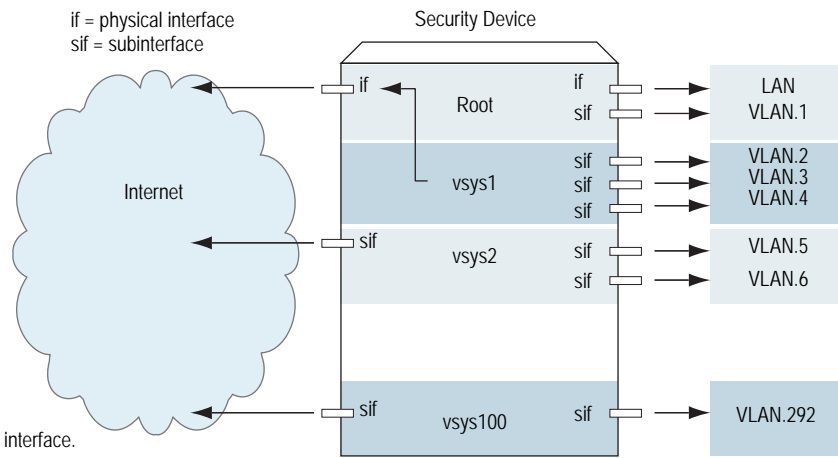 if = physical interface
sif = subinterface
Security Device
Internet
if
Root
if
LAN
sif
VLAN.1
vsys1
sif
VLAN.2
sif
VLAN.3
sif
VLAN.4
sif
vsys2
sif
VLAN.5
sif
VLAN.6
sif
vsys100
sif
VLAN.292
interface.